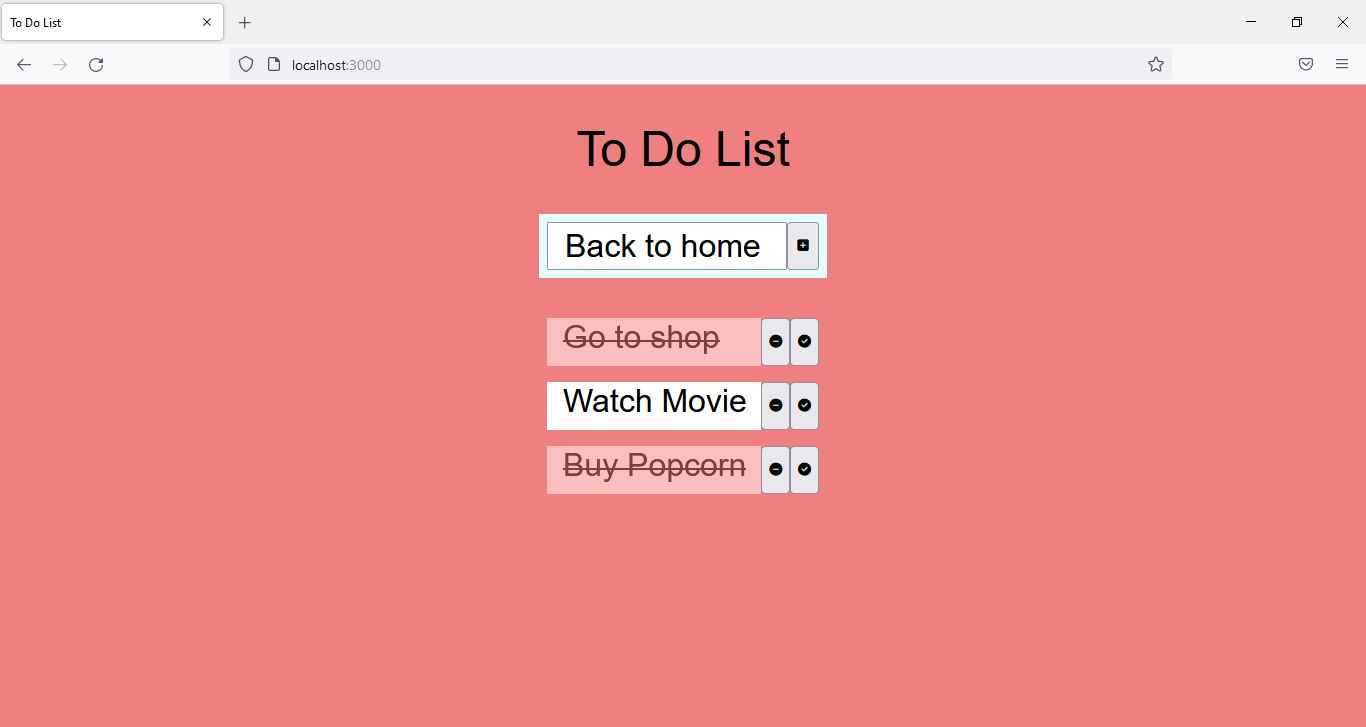 To Do List
localhost:3000
To Do List
Back to home
Go to shop
Watch Movie
Buy Popcorn